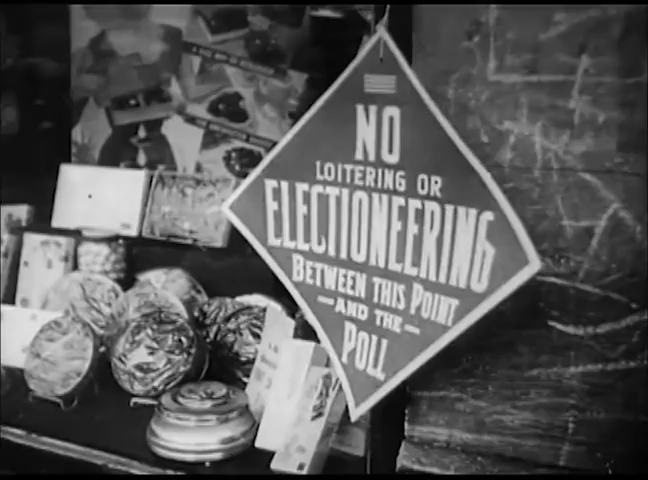 NO
LOITERING OR
ELECTIONEERING
BETWEEN THIS POINT
—AND THE—
POLL